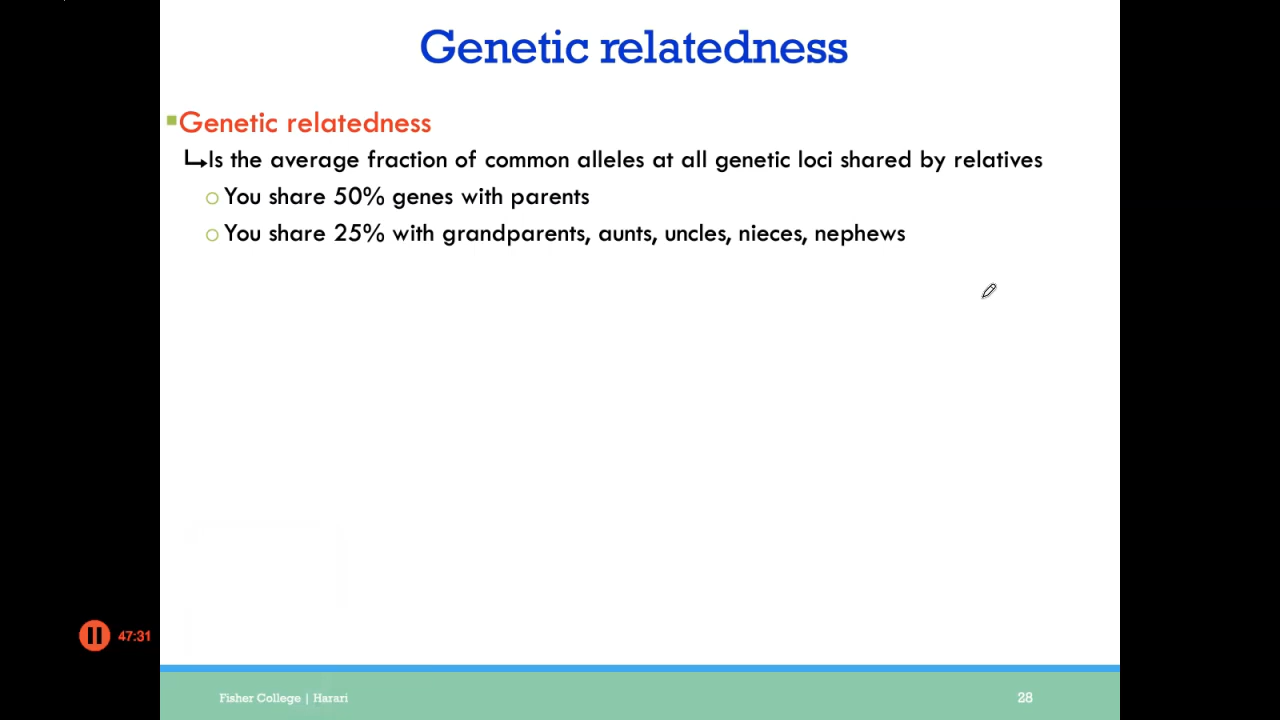 Genetic relatedness
Genetic relatedness
Is the average fraction of common alleles at all genetic loci shared by relatives
You share 50% genes with parents
You share 25% with grandparents, aunts, uncles, nieces, nephews
47:31
Fisher College | Harari
28